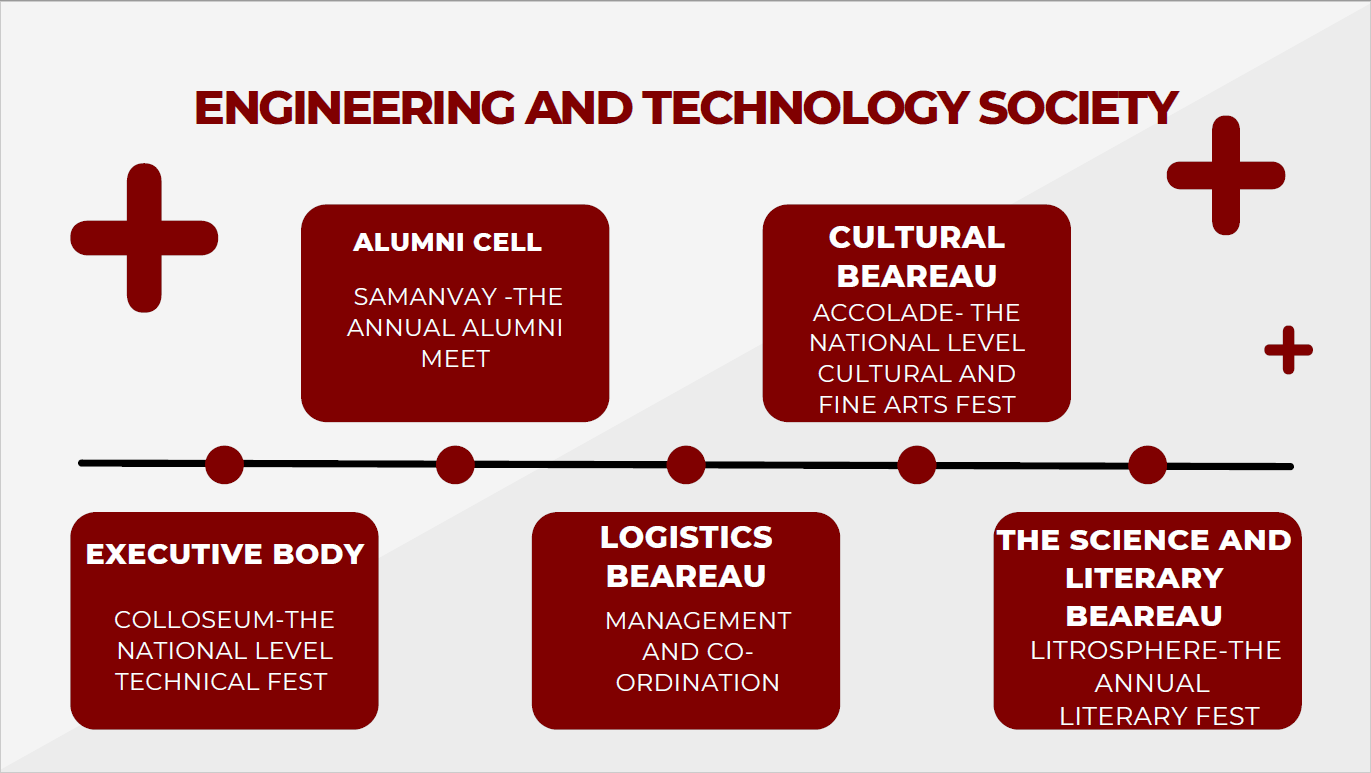 ENGINEERING AND TECHNOLOGY SOCIETY
ALUMNI CELL
SAMANVAY -THE
ANNUAL ALUMNI
MEET
CULTURAL
BEAREAU
ACCOLADE- THE
NATIONAL LEVEL
CULTURAL AND
FINE ARTS FEST
EXECUTIVE BODY
COLLOSEUM-THE
NATIONAL LEVEL
TECHNICAL FEST
LOGISTICS
BEAREAU
MANAGEMENT
AND CO-
ORDINATION
THE SCIENCE AND
LITERARY
BEAREAU
LITROSPHERE-THE
ANNUAL
LITERARY FEST